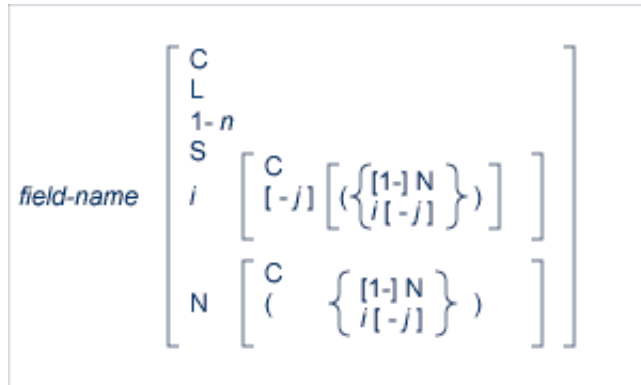 C
L
1- n
S
C
[1-] N
field-name i [ - j ] ( )
i [ - j ]
C
[1-] N
N ( )
i [ - j ]